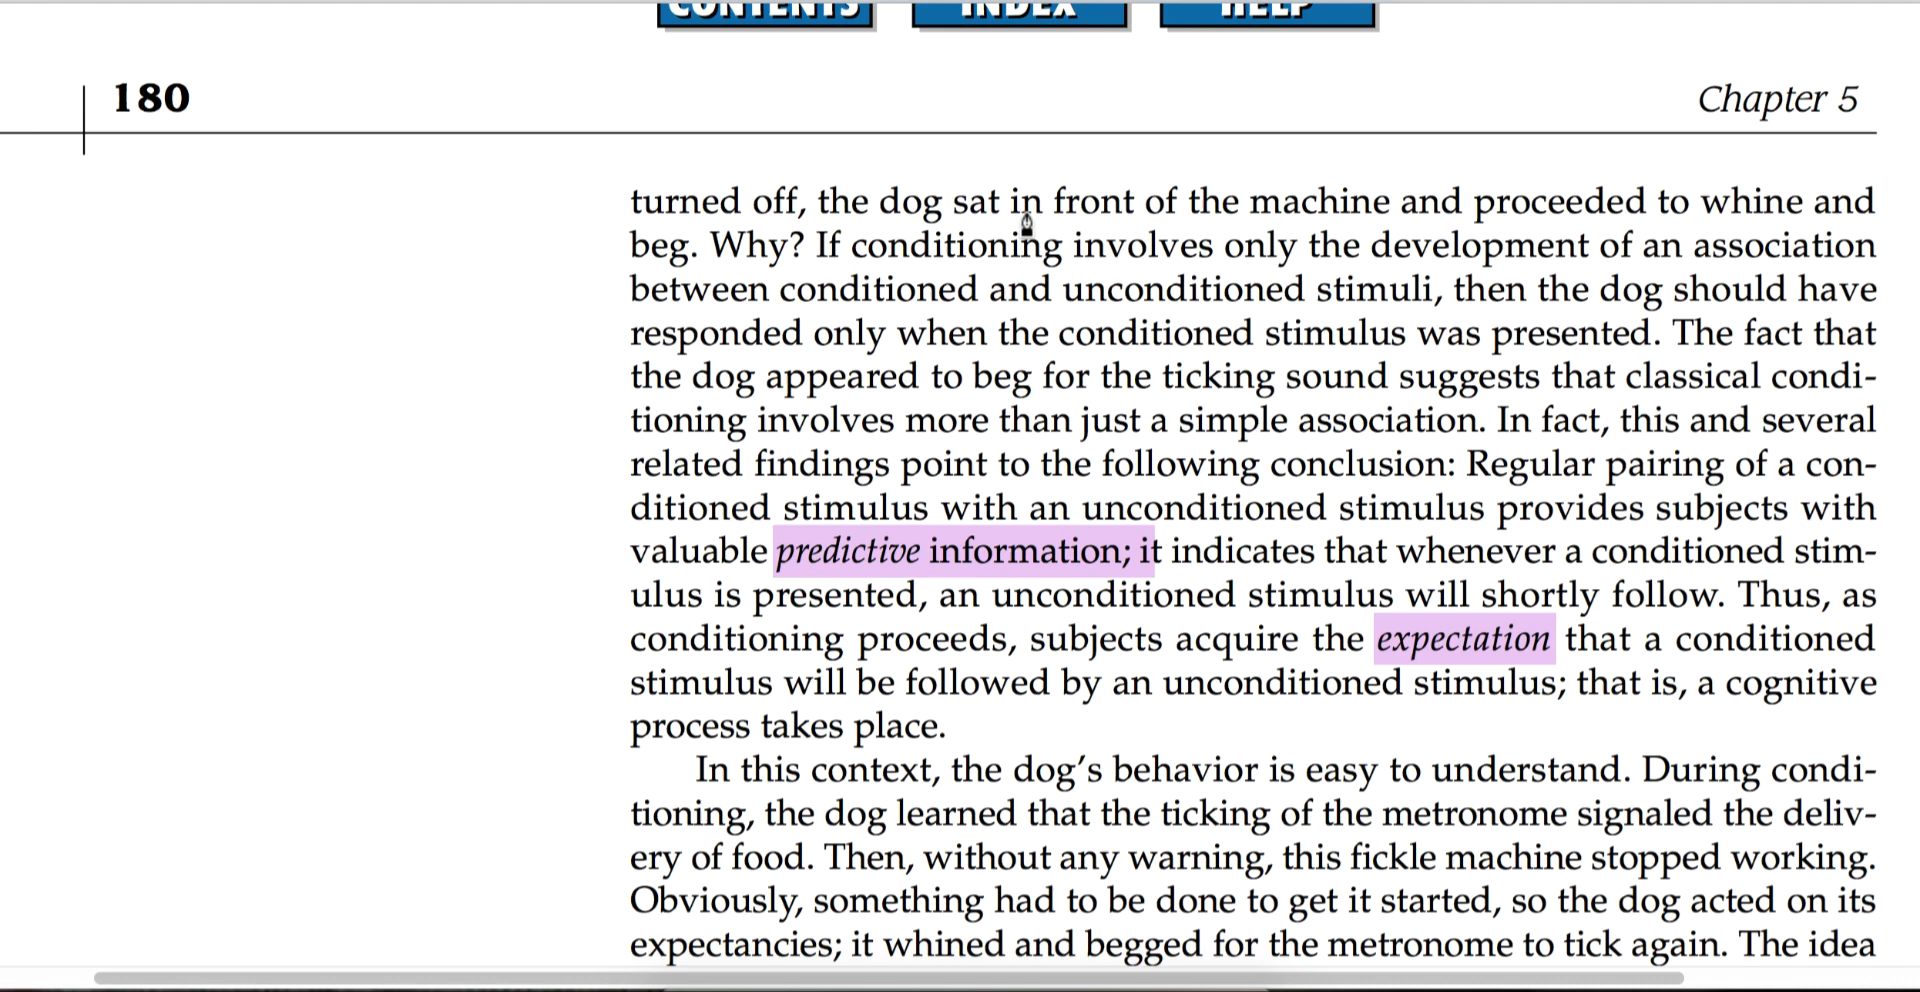 CONTENTS INDEX HELP
180 Chapter 5
turned off, the dog sat in front of the machine and proceeded to whine and
beg. Why? If conditioning involves only the development of an association
between conditioned and unconditioned stimuli, then the dog should have
responded only when the conditioned stimulus was presented. The fact that
the dog appeared to beg for the ticking sound suggests that classical condi-
tioning involves more than just a simple association. In fact, this and several
related findings point to the following conclusion: Regular pairing of a con-
ditioned stimulus with an unconditioned stimulus provides subjects with
valuable predictive information; it indicates that whenever a conditioned stim-
ulus is presented, an unconditioned stimulus will shortly follow. Thus, as
conditioning proceeds, subjects acquire the expectation that a conditioned
stimulus will be followed by an unconditioned stimulus; that is, a cognitive
process takes place.
In this context, the dog’s behavior is easy to understand. During condi-
tioning, the dog learned that the ticking of the metronome signaled the deliv-
ery of food. Then, without any warning, this fickle machine stopped working.
Obviously, something had to be done to get it started, so the dog acted on its
expectancies; it whined and begged for the metronome to tick again. The idea